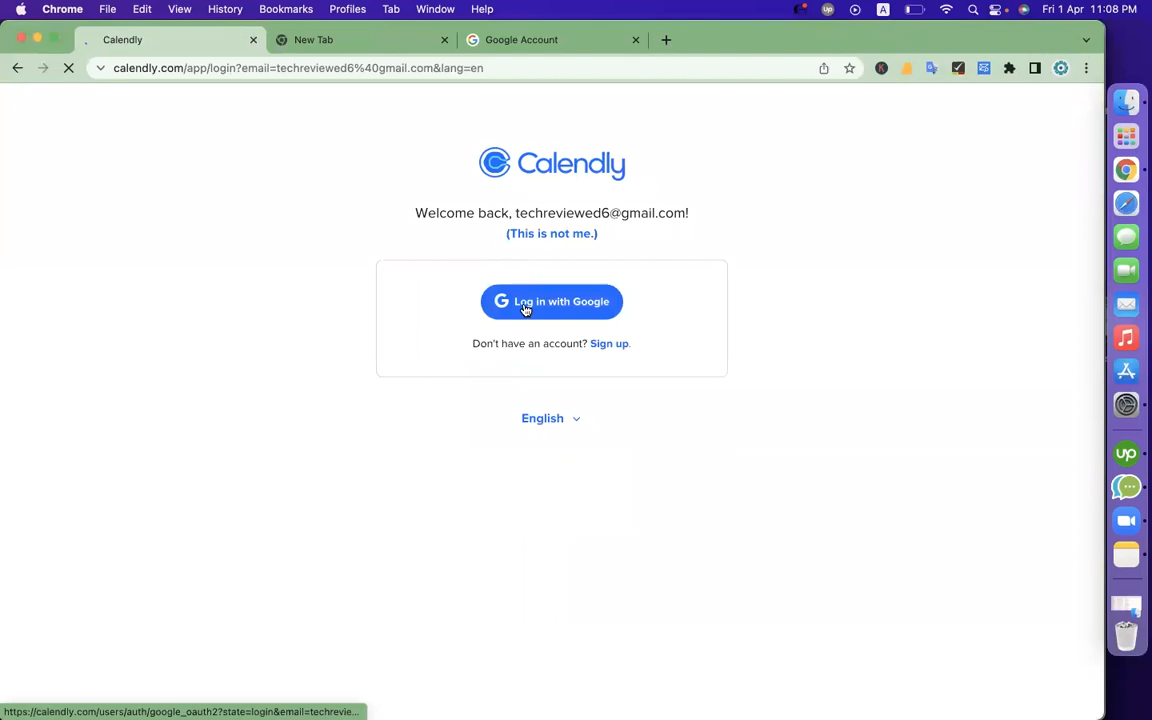 Chrome File Edit View History Bookmarks Profiles Tab Window Help
A
Fri 1 Apr 11:08 PM
Calendly
New Tab
Google Account
calendly.com/app/login?email=techreviewed6%40gmail.com&lang=en
Calendly
Welcome back, techreviewed6@gmail.com!
(This is not me.)
Log in with Google
Don't have an account? Sign up.
English
up
https://calendly.com/users/auth/google_oauth2?state=login&email=techrevie...